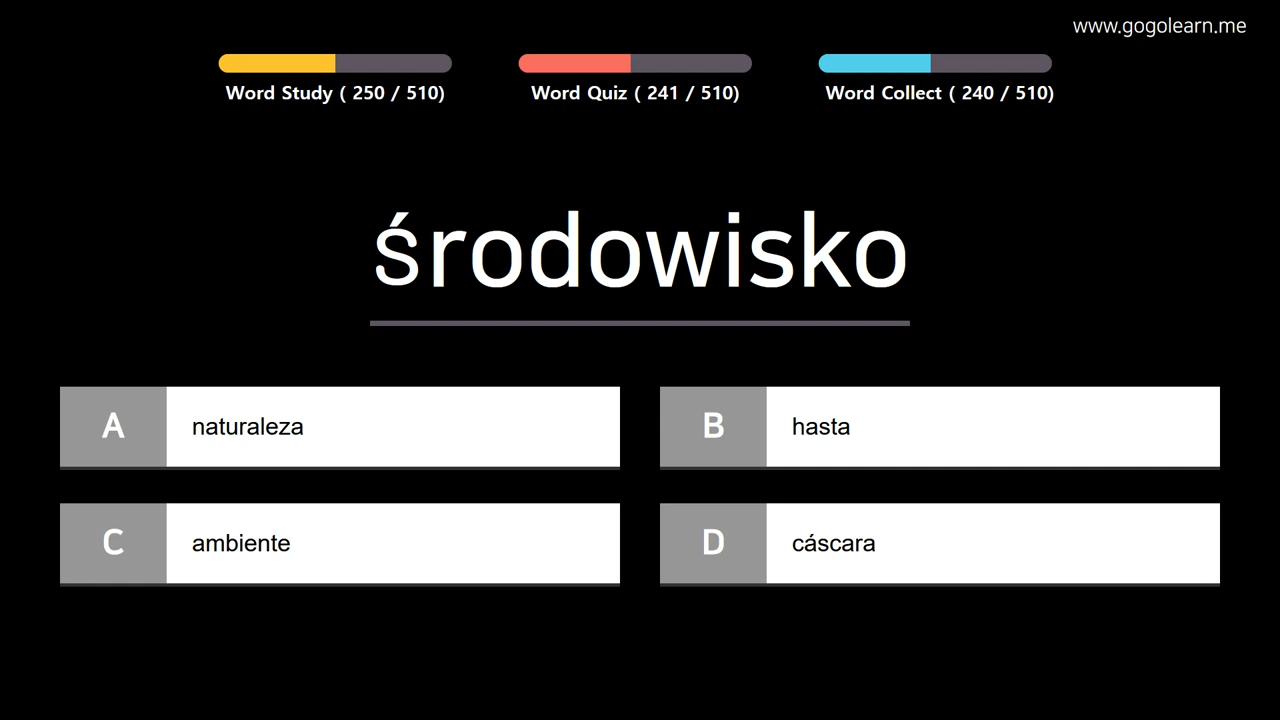 www.gogolearn.me
Word Study ( 250 / 510)
Word Quiz ( 241 / 510)
Word Collect ( 240 / 510)
środowisko
A naturaleza
B hasta
C ambiente
D cáscara